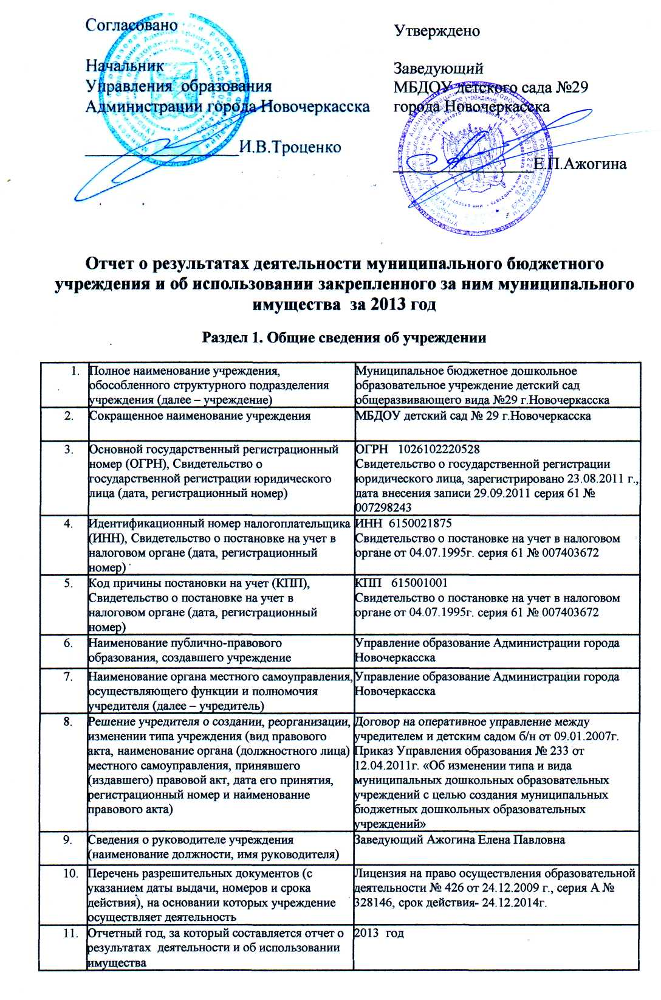 Согласовано
Начальник
Управления образования
Администрации города Новочеркасска
И.В.Троценко
Утверждено
Заведующий
МБДОУ детского сада №29
города Новочеркасска
Е.П.Ажогина
Отчет о результатах деятельности муниципального бюджетного
учреждения и об использовании закрепленного за ним муниципального
имущества за 2013 год
Раздел 1. Общие сведения об учреждении
1.
Полное наименование учреждения,
обособленного структурного подразделения
учреждения (далее – учреждение)
Муниципальное бюджетное дошкольное
образовательное учреждение детский сад
общеразвивающего вида №29 г.Новочеркасска
2.
Сокращенное наименование учреждения
МБДОУ детский сад № 29 г.Новочеркасска
3.
Основной государственный регистрационный
номер (ОГРН), Свидетельство о
государственной регистрации юридического
лица (дата, регистрационный номер)
ОГРН 1026102220528
Свидетельство о государственной регистрации
юридического лица, зарегистрировано 23.08.2011 г.,
дата внесения записи 29.09.2011 серия 61 №
007298243
4.
Идентификационный номер налогоплательщика
(ИНН), Свидетельство о постановке на учет в
налоговом органе (дата, регистрационный
номер)
ИНН 6150021875
Свидетельство о постановке на учет в налоговом
органе от 04.07.1995г. серия 61 № 007403672
5.
Код причины постановки на учет (КПП),
Свидетельство о постановке на учет в
налоговом органе (дата, регистрационный
номер)
КПП 615001001
Свидетельство о постановке на учет в налоговом
органе от 04.07.1995г. серия 61 № 007403672
6.
Наименование публично-правового
образования, создавшего учреждение
Управление образование Администрации города
Новочеркасска
7.
Наименование органа местного самоуправления,
осуществляющего функции и полномочия
учредителя (далее – учредитель)
Управление образование Администрации города
Новочеркасска
8.
Решение учредителя о создании, реорганизации,
изменении типа учреждения (вид правового
акта, наименование органа (должностного лица)
местного самоуправления, принявшего
(издавшего) правовой акт, дата его принятия,
регистрационный номер и наименование
правового акта)
Договор на оперативное управление между
учредителем и детским садом б/н от 09.01.2007г.
Приказ Управления образования № 233 от
12.04.2011г. «Об изменении типа и вида
муниципальных дошкольных образовательных
учреждений с целью создания муниципальных
бюджетных дошкольных образовательных
учреждений»
9.
Сведения о руководителе учреждения
(наименование должности, имя руководителя)
Заведующий Ажогина Елена Павловна
10.
Перечень разрешительных документов (с
указанием даты выдачи, номеров и срока
действия), на основании которых учреждение
осуществляет деятельность
Лицензия на право осуществления образовательной
деятельности № 426 от 24.12.2009 г., серия А №
328146, срок действия- 24.12.2014г.
11.
Отчетный год, за который составляется отчет о
результатах деятельности и об использовании
имущества
2013 год